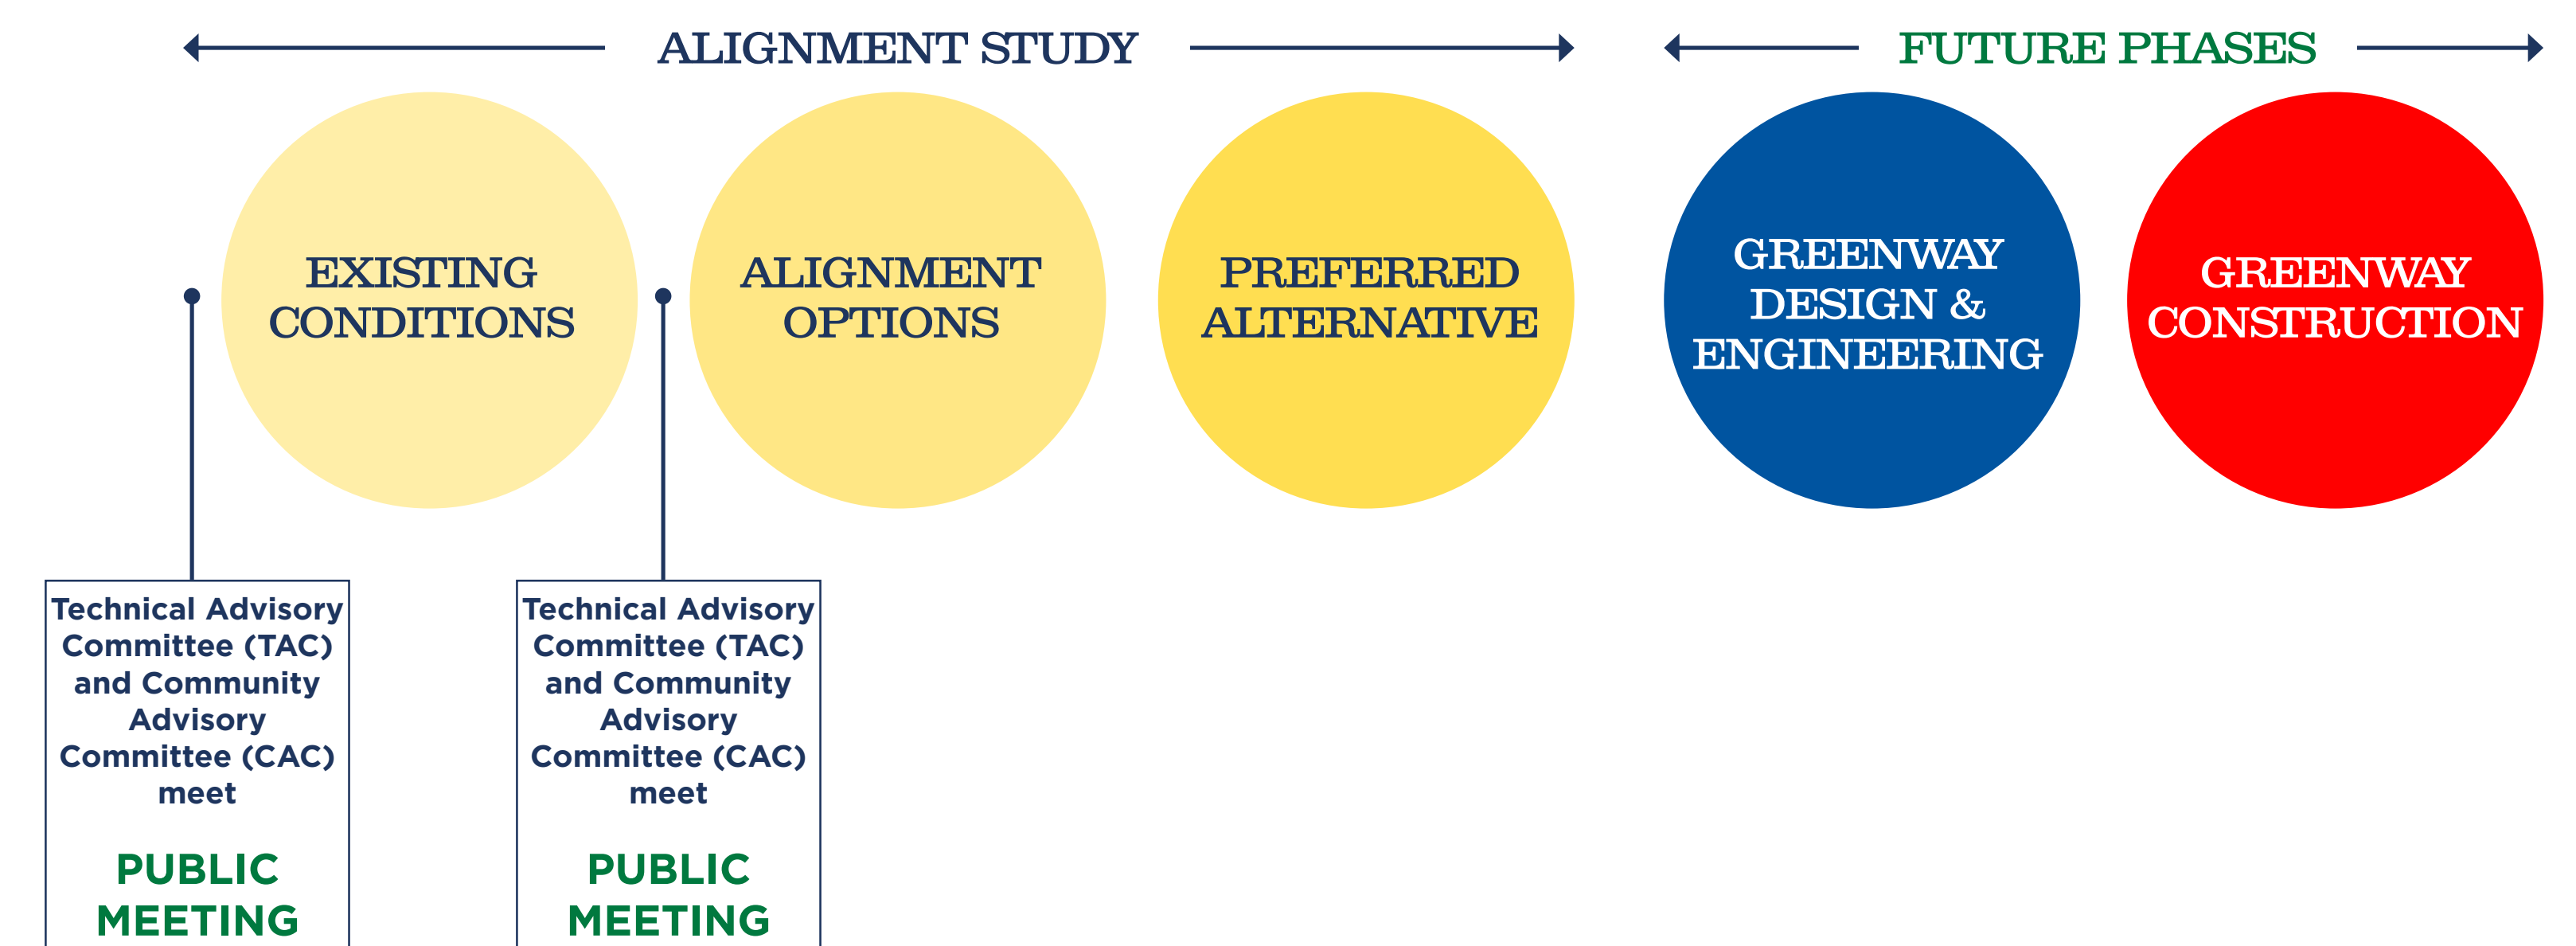 ALIGNMENT STUDY
FUTURE PHASES
EXISTING
CONDITIONS
ALIGNMENT
OPTIONS
PREFERRED
ALTERNATIVE
GREENWAY
DESIGN &
ENGINEERING
GREENWAY
CONSTRUCTION
Technical Advisory
Committee (TAC)
and Community
Advisory
Committee (CAC)
meet
PUBLIC
MEETING
Technical Advisory
Committee (TAC)
and Community
Advisory
Committee (CAC)
meet
PUBLIC
MEETING